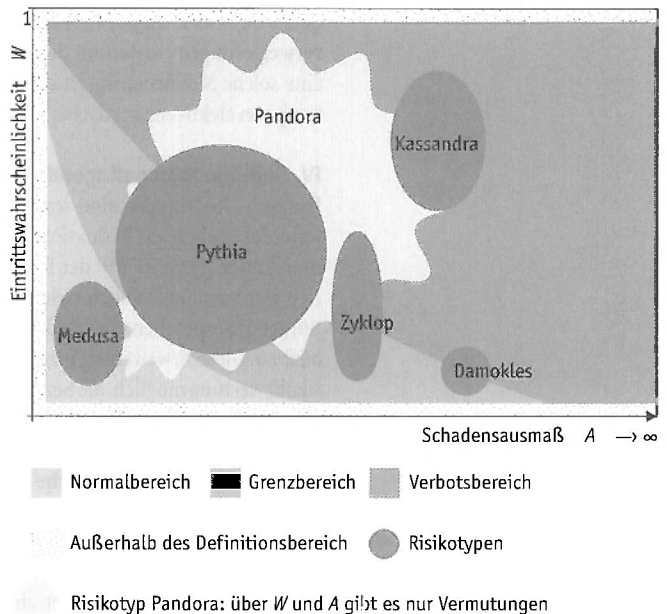 1
Eintrittswahrscheinlichkeit W
Pandora
Kassandra
Pythia
Zyklop
Medusa
Damokles
Schadensausmaß A → ∞
Normalbereich Grenzbereich Verbotsbereich
Außerhalb des Definitionsbereich Risikotypen
Risikotyp Pandora: über W und A gibt es nur Vermutungen